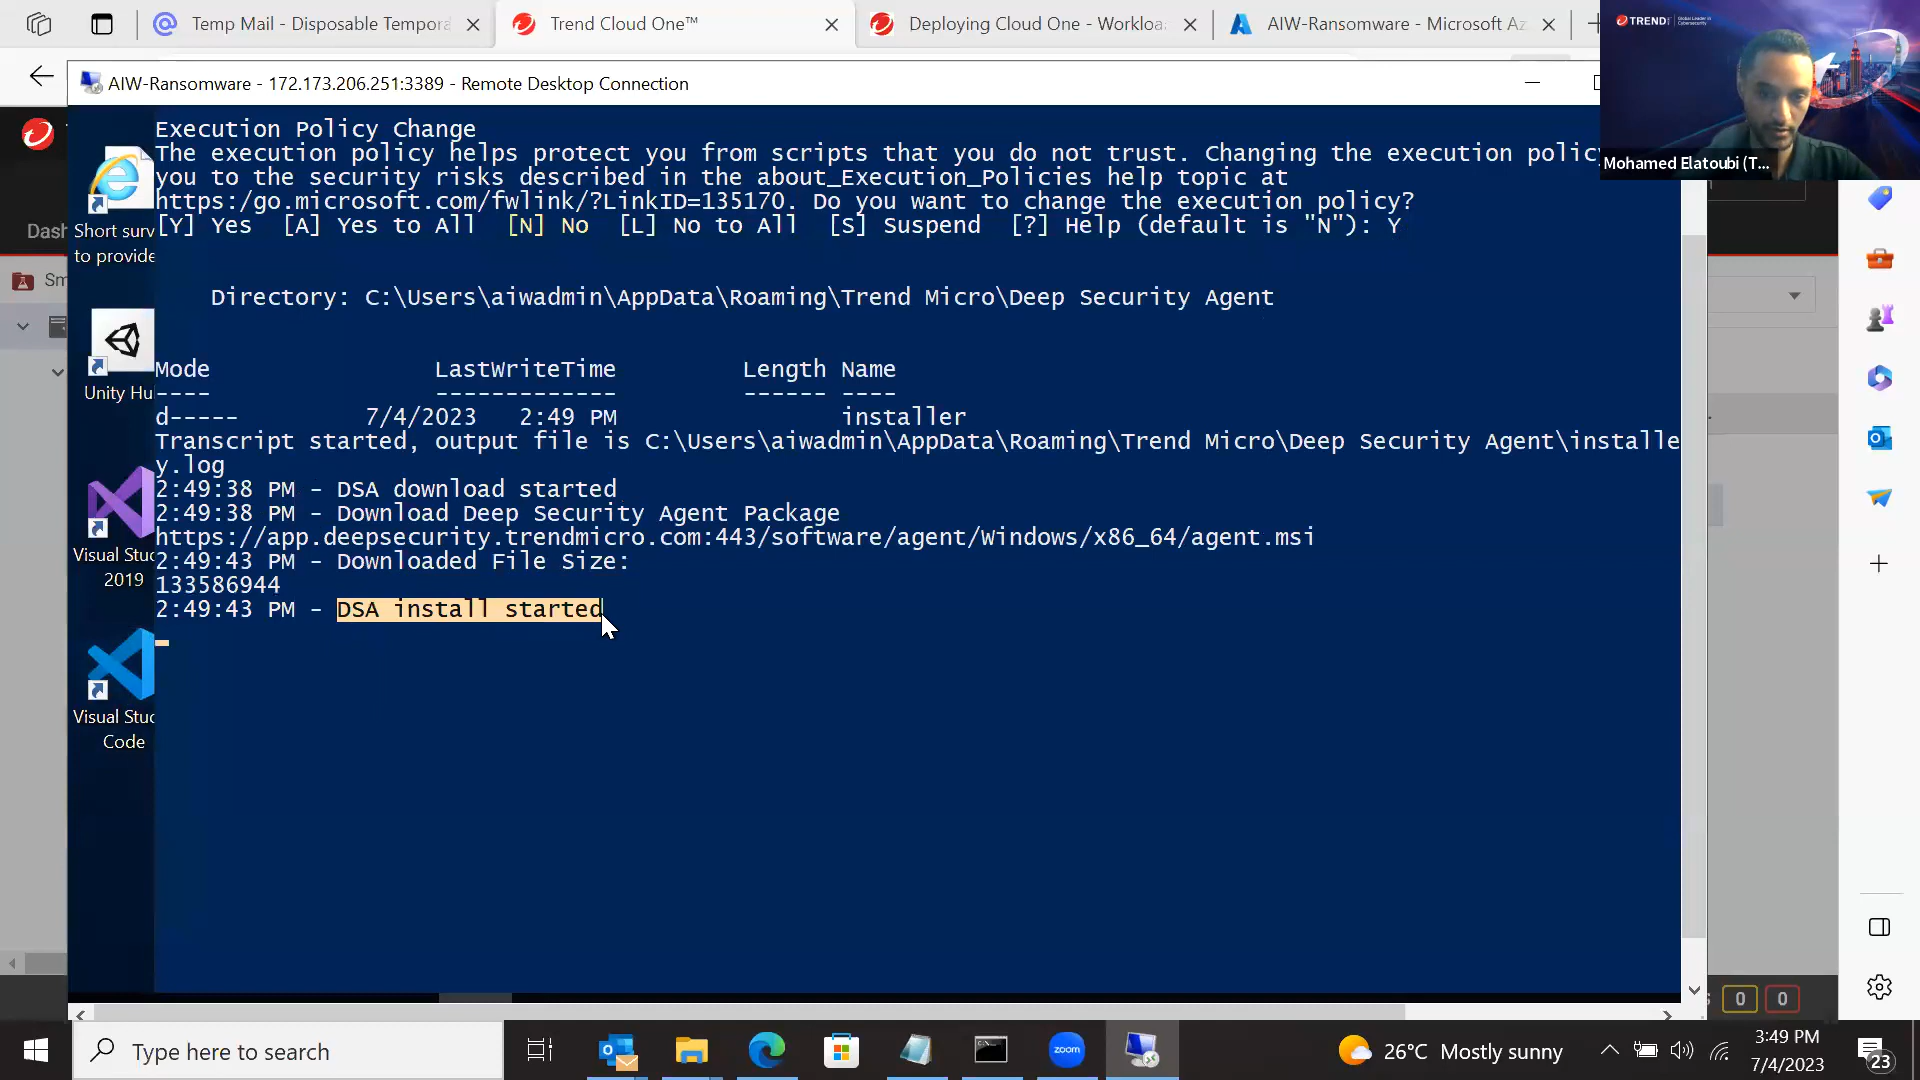 Temp Mail - Disposable Tempora
Trend Cloud One™
Deploying Cloud One - Workloa
AIW-Ransomware - Microsoft Az
AIW-Ransomware - 172.173.206.251:3389 - Remote Desktop Connection
TREND
Mohamed Elatoubi (T...
Dash
Sm
Short surv
to provide
Unity Hu
Visual Stuc
2019
Visual Stuc
Code
Execution Policy Change
The execution policy helps protect you from scripts that you do not trust. Changing the execution polic
you to the security risks described in the about_Execution_Policies help topic at
https:/go.microsoft.com/fwlink/?LinkID=135170. Do you want to change the execution policy?
[Y] Yes  [A] Yes to All  [N] No  [L] No to All  [S] Suspend  [?] Help (default is "N"): Y
Directory: C:\Users\aiwadmin\AppData\Roaming\Trend Micro\Deep Security Agent
Mode LastWriteTime Length Name
---- ------------- ------ ----
d----- 7/4/2023 2:49 PM installer
Transcript started, output file is C:\Users\aiwadmin\AppData\Roaming\Trend Micro\Deep Security Agent\installe
y.log
2:49:38 PM - DSA download started
2:49:38 PM - Download Deep Security Agent Package
https://app.deepsecurity.trendmicro.com:443/software/agent/Windows/x86_64/agent.msi
2:49:43 PM - Downloaded File Size:
133586944
2:49:43 PM - DSA install started
0 0
Type here to search
zoom
26°C Mostly sunny
3:49 PM
7/4/2023
23